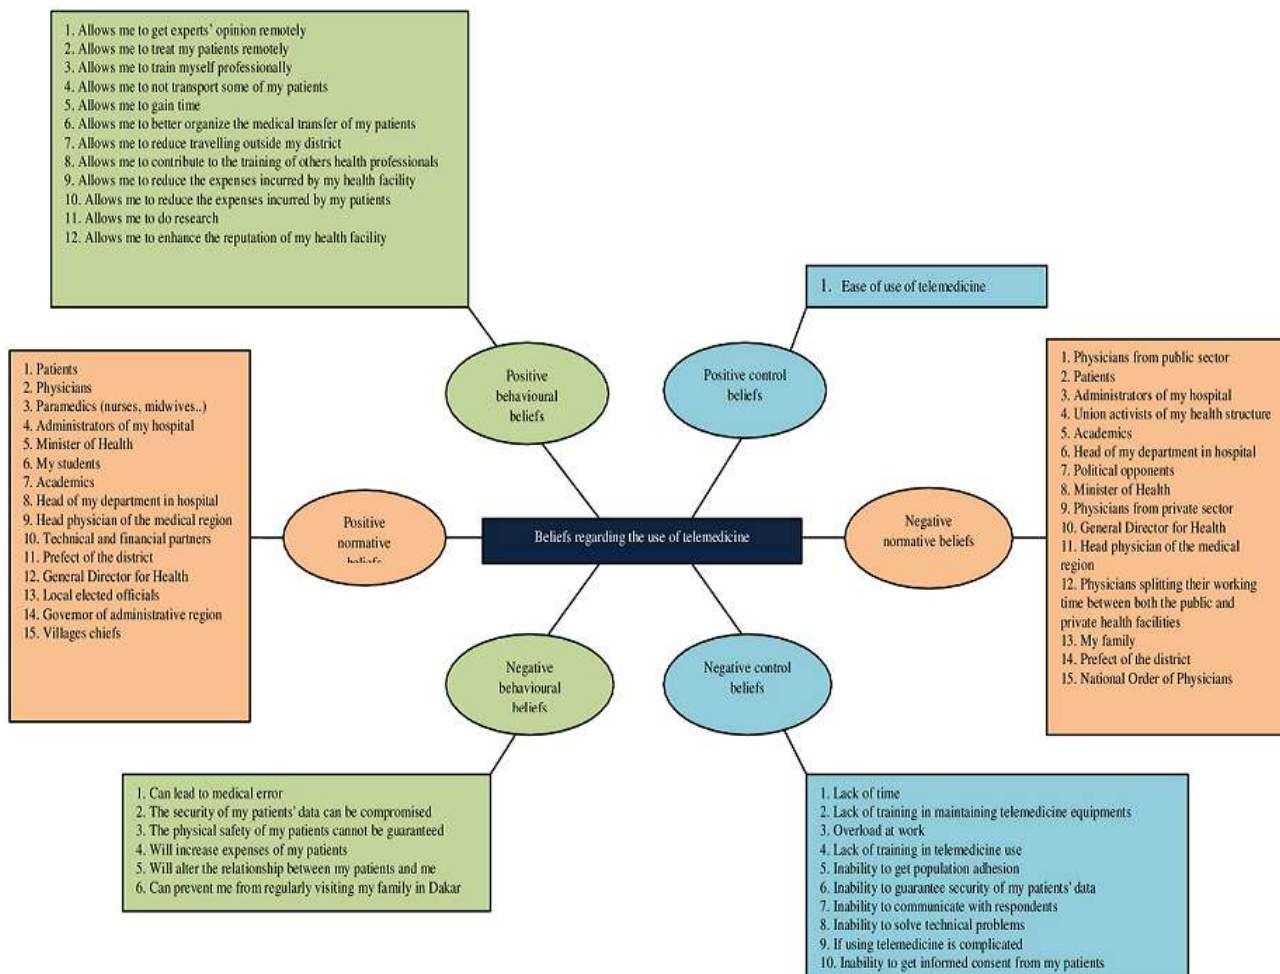 1. Allows me to get experts' opinion remotely
2. Allows me to treat my patients remotely
3. Allows me to train myself professionally
4. Allows me to not transport some of my patients
5. Allows me to gain time
6. Allows me to better organize the medical transfer of my patients
7. Allows me to reduce travelling outside my district
8. Allows me to contribute to the training of others health professionals
9. Allows me to reduce the expenses incurred by my health facility
10. Allows me to reduce the expenses incurred by my patients
11. Allows me to do research
12. Allows me to enhance the reputation of my health facility
1. Ease of use of telemedicine
Positive
behavioural
beliefs
Positive control
beliefs
1. Patients
2. Physicians
3. Paramedics (nurses, midwives..)
4. Administrators of my hospital
5. Minister of Health
6. My students
7. Academics
8. Head of my department in hospital
9. Head physician of the medical region
10. Technical and financial partners
11. Prefect of the district
12. General Director for Health
13. Local elected officials
14. Governor of administrative region
15. Villages chiefs
Positive
normative
beliefs
Beliefs regarding the use of telemedicine
Negative
normative beliefs
1. Physicians from public sector
2. Patients
3. Administrators of my hospital
4. Union activists of my health structure
5. Academics
6. Head of my department in hospital
7. Political opponents
8. Minister of Health
9. Physicians from private sector
10. General Director for Health
11. Head physician of the medical
region
12. Physicians splitting their working
time between both the public and
private health facilities
13. My family
14. Prefect of the district
15. National Order of Physicians
Negative
behavioural
beliefs
Negative control
beliefs
1. Can lead to medical error
2. The security of my patients' data can be compromised
3. The physical safety of my patients cannot be guaranteed
4. Will increase expenses of my patients
5. Will alter the relationship between my patients and me
6. Can prevent me from regularly visiting my family in Dakar
1. Lack of time
2. Lack of training in maintaining telemedicine equipments
3. Overload at work
4. Lack of training in telemedicine use
5. Inability to get population adhesion
6. Inability to guarantee security of my patients' data
7. Inability to communicate with respondents
8. Inability to solve technical problems
9. If using telemedicine is complicated
10. Inability to get informed consent from my patients